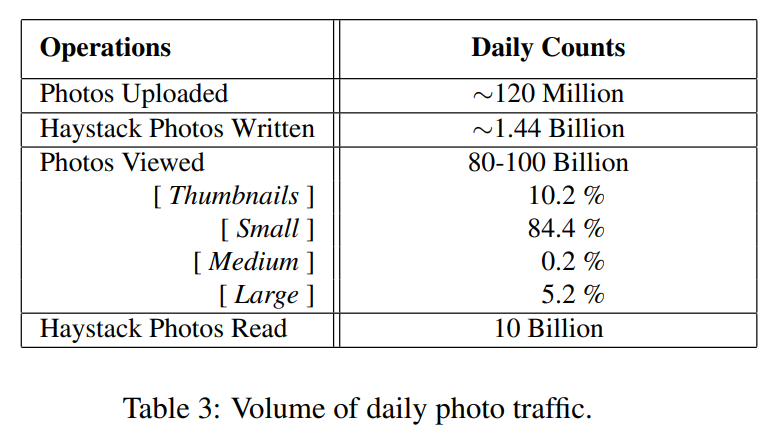 Operations Daily Counts
Photos Uploaded ∼120 Million
Haystack Photos Written ∼1.44 Billion
Photos Viewed 80-100 Billion
[ Thumbnails ] 10.2 %
[ Small ] 84.4 %
[ Medium ] 0.2 %
[ Large ] 5.2 %
Haystack Photos Read 10 Billion
Table 3: Volume of daily photo traffic.